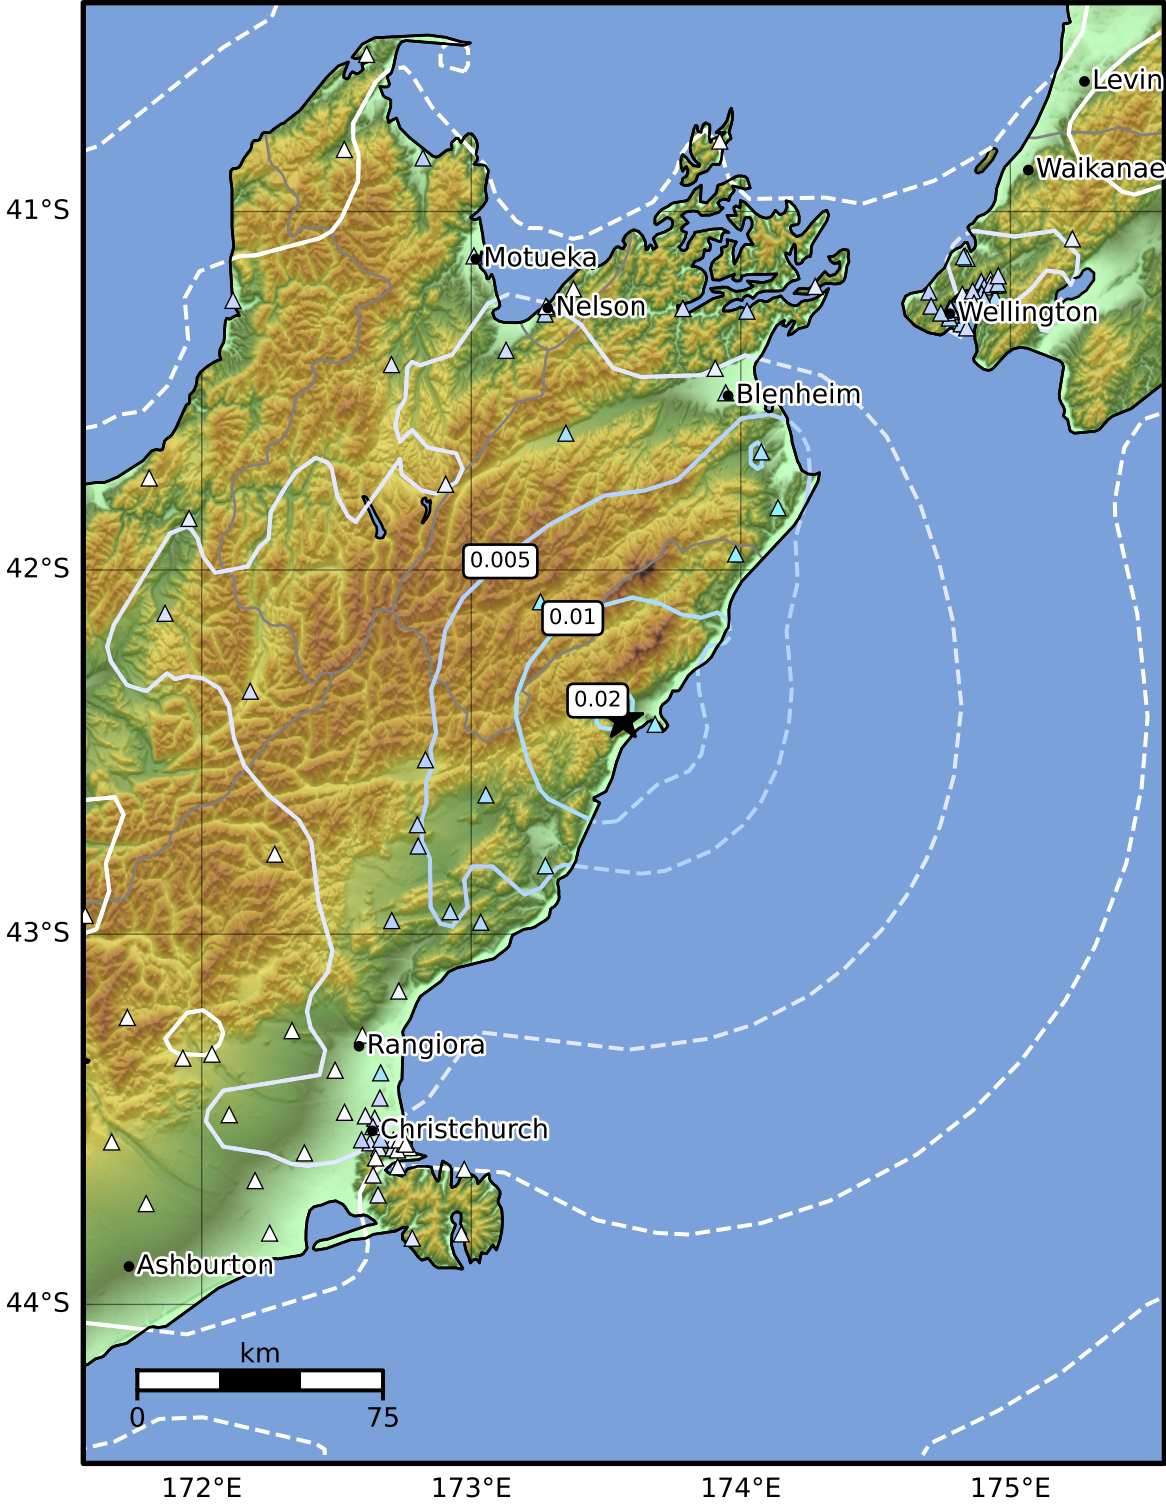 Levin
Waikanae
41°S
Motueka
Nelson
Wellington
Blenheim
0.005
42°S
0.01
0.02
43°S
Rangiora
Christchurch
Ashburton
44°S
km
0
75
172°E
173°E
174°E
175°E